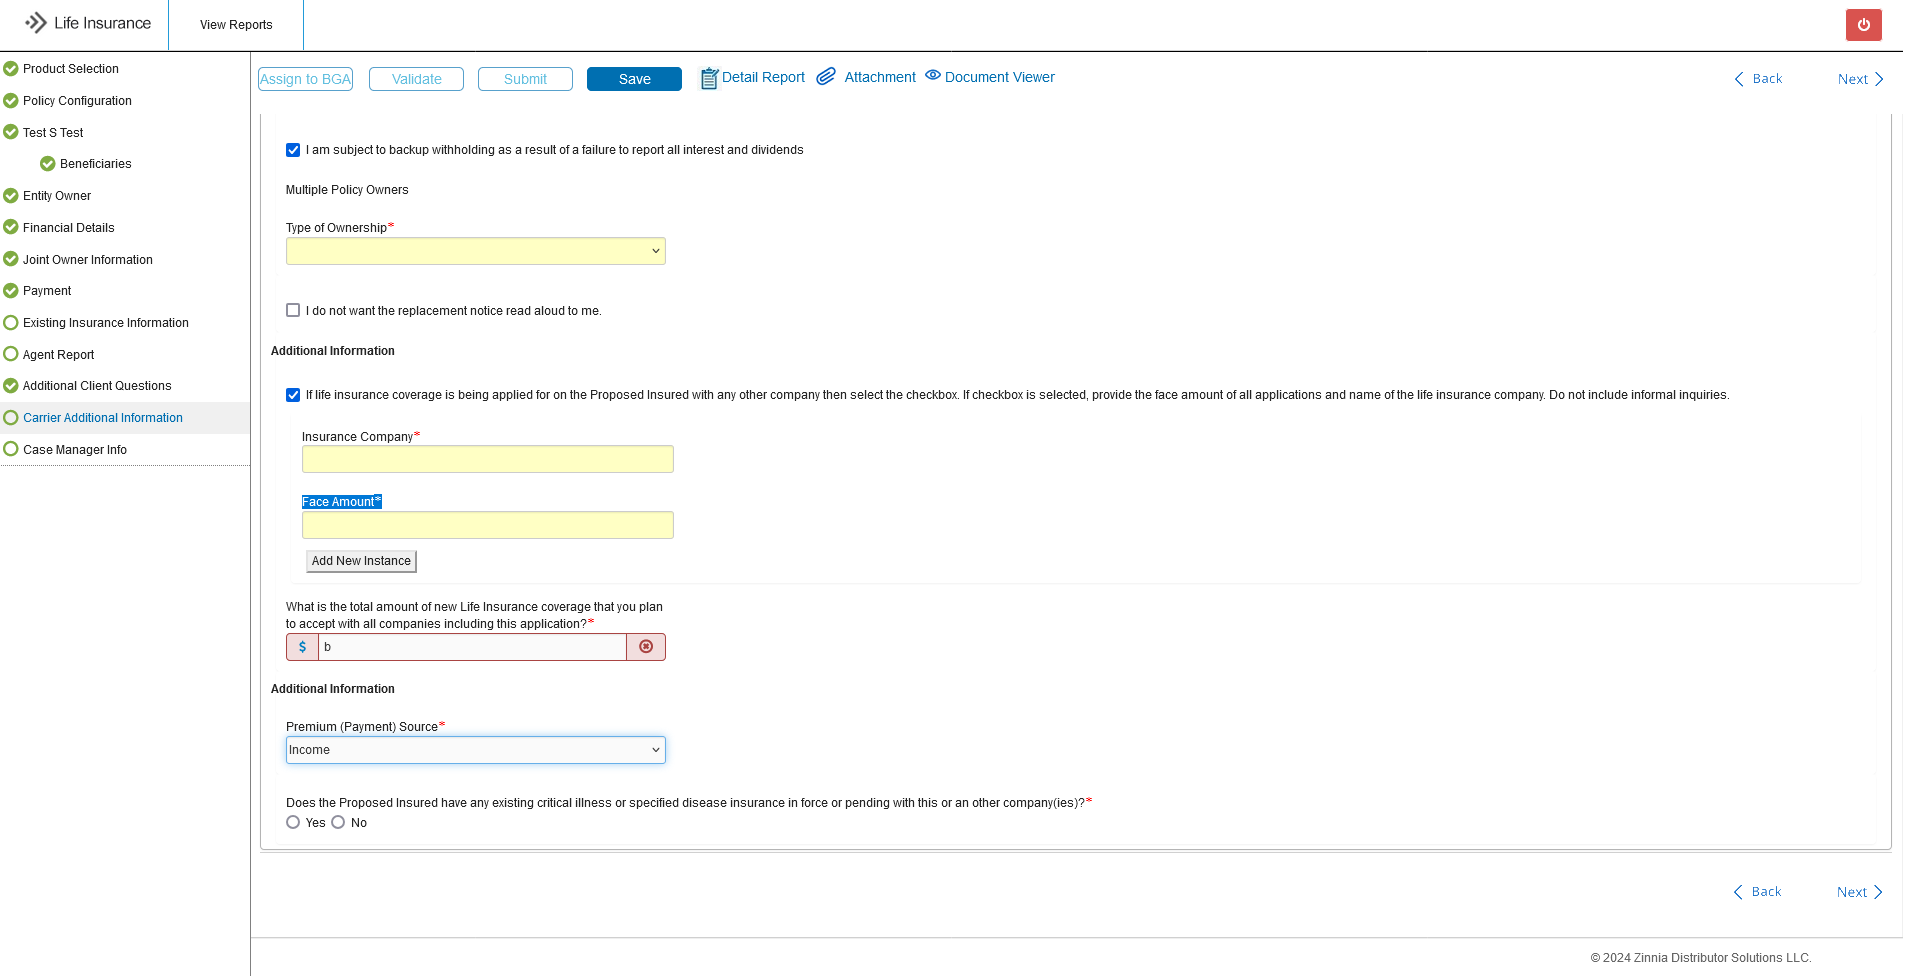 Life Insurance
View Reports
Product Selection
Policy Configuration
Test S Test
Beneficiaries
Entity Owner
Financial Details
Joint Owner Information
Payment
Existing Insurance Information
Agent Report
Additional Client Questions
Carrier Additional Information
Case Manager Info
Assign to BGA
Validate
Submit
Save
Detail Report
Attachment
Document Viewer
Back
Next
I am subject to backup withholding as a result of a failure to report all interest and dividends
Multiple Policy Owners
Type of Ownership*
I do not want the replacement notice read aloud to me.
Additional Information
If life insurance coverage is being applied for on the Proposed Insured with any other company then select the checkbox. If checkbox is selected, provide the face amount of all applications and name of the life insurance company. Do not include informal inquiries.
Insurance Company*
Face Amount*
Add New Instance
What is the total amount of new Life Insurance coverage that you plan
to accept with all companies including this application?*
$ b
Additional Information
Premium (Payment) Source*
Income
Does the Proposed Insured have any existing critical illness or specified disease insurance in force or pending with this or an other company(ies)?*
Yes No
Back
Next
© 2024 Zinnia Distributor Solutions LLC.